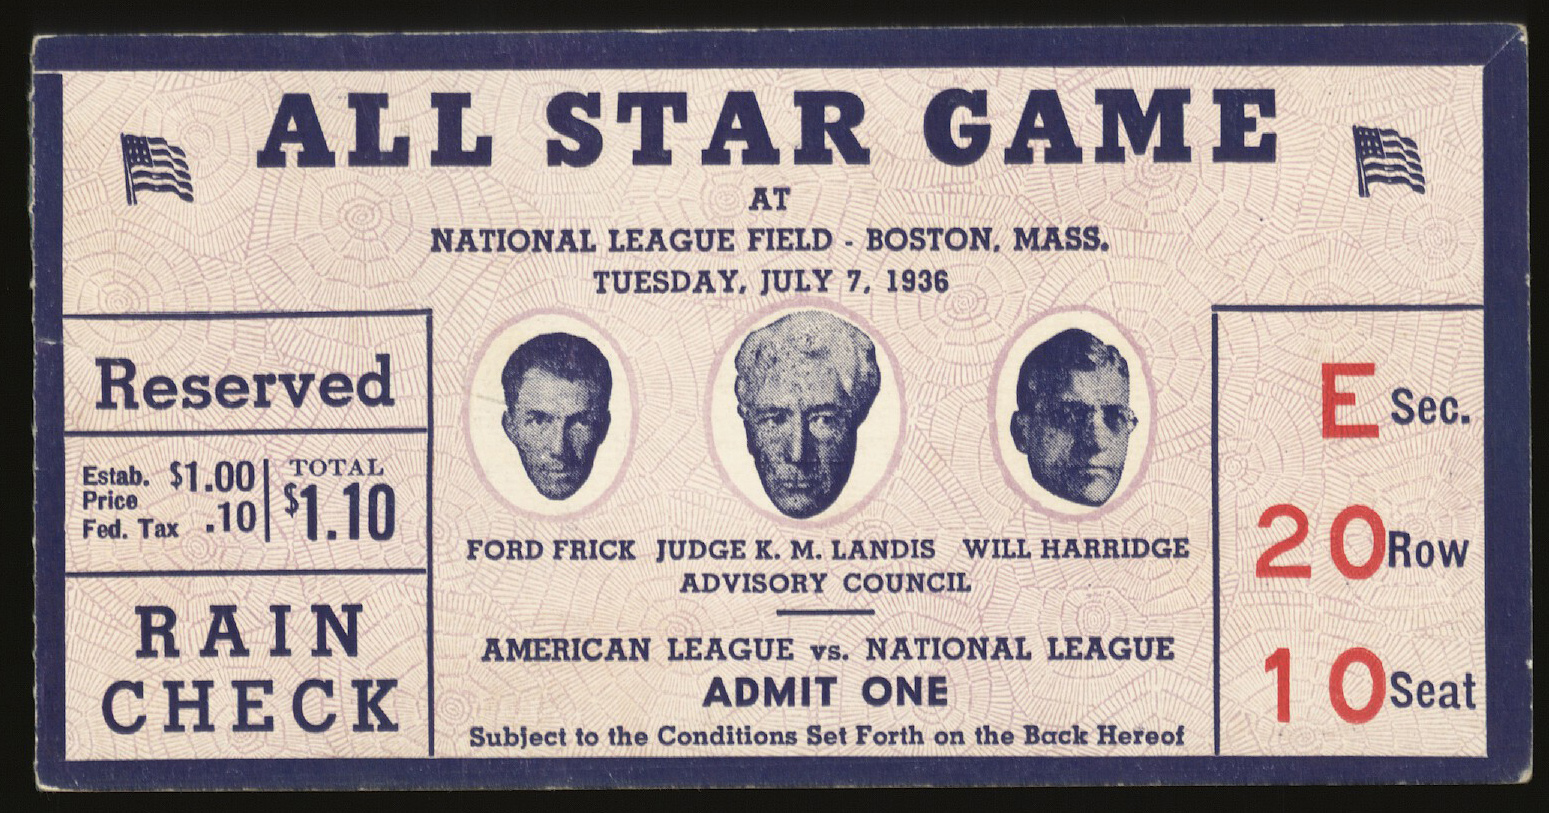 ALL STAR GAME
AT
NATIONAL LEAGUE FIELD - BOSTON, MASS.
TUESDAY, JULY 7, 1936
Reserved
Estab. Price $1.00
Fed. Tax .10
TOTAL
$1.10
RAIN
CHECK
FORD FRICK JUDGE K. M. LANDIS WILL HARRIDGE
ADVISORY COUNCIL
AMERICAN LEAGUE vs. NATIONAL LEAGUE
ADMIT ONE
Subject to the Conditions Set Forth on the Back Hereof
E Sec.
20 Row
10 Seat